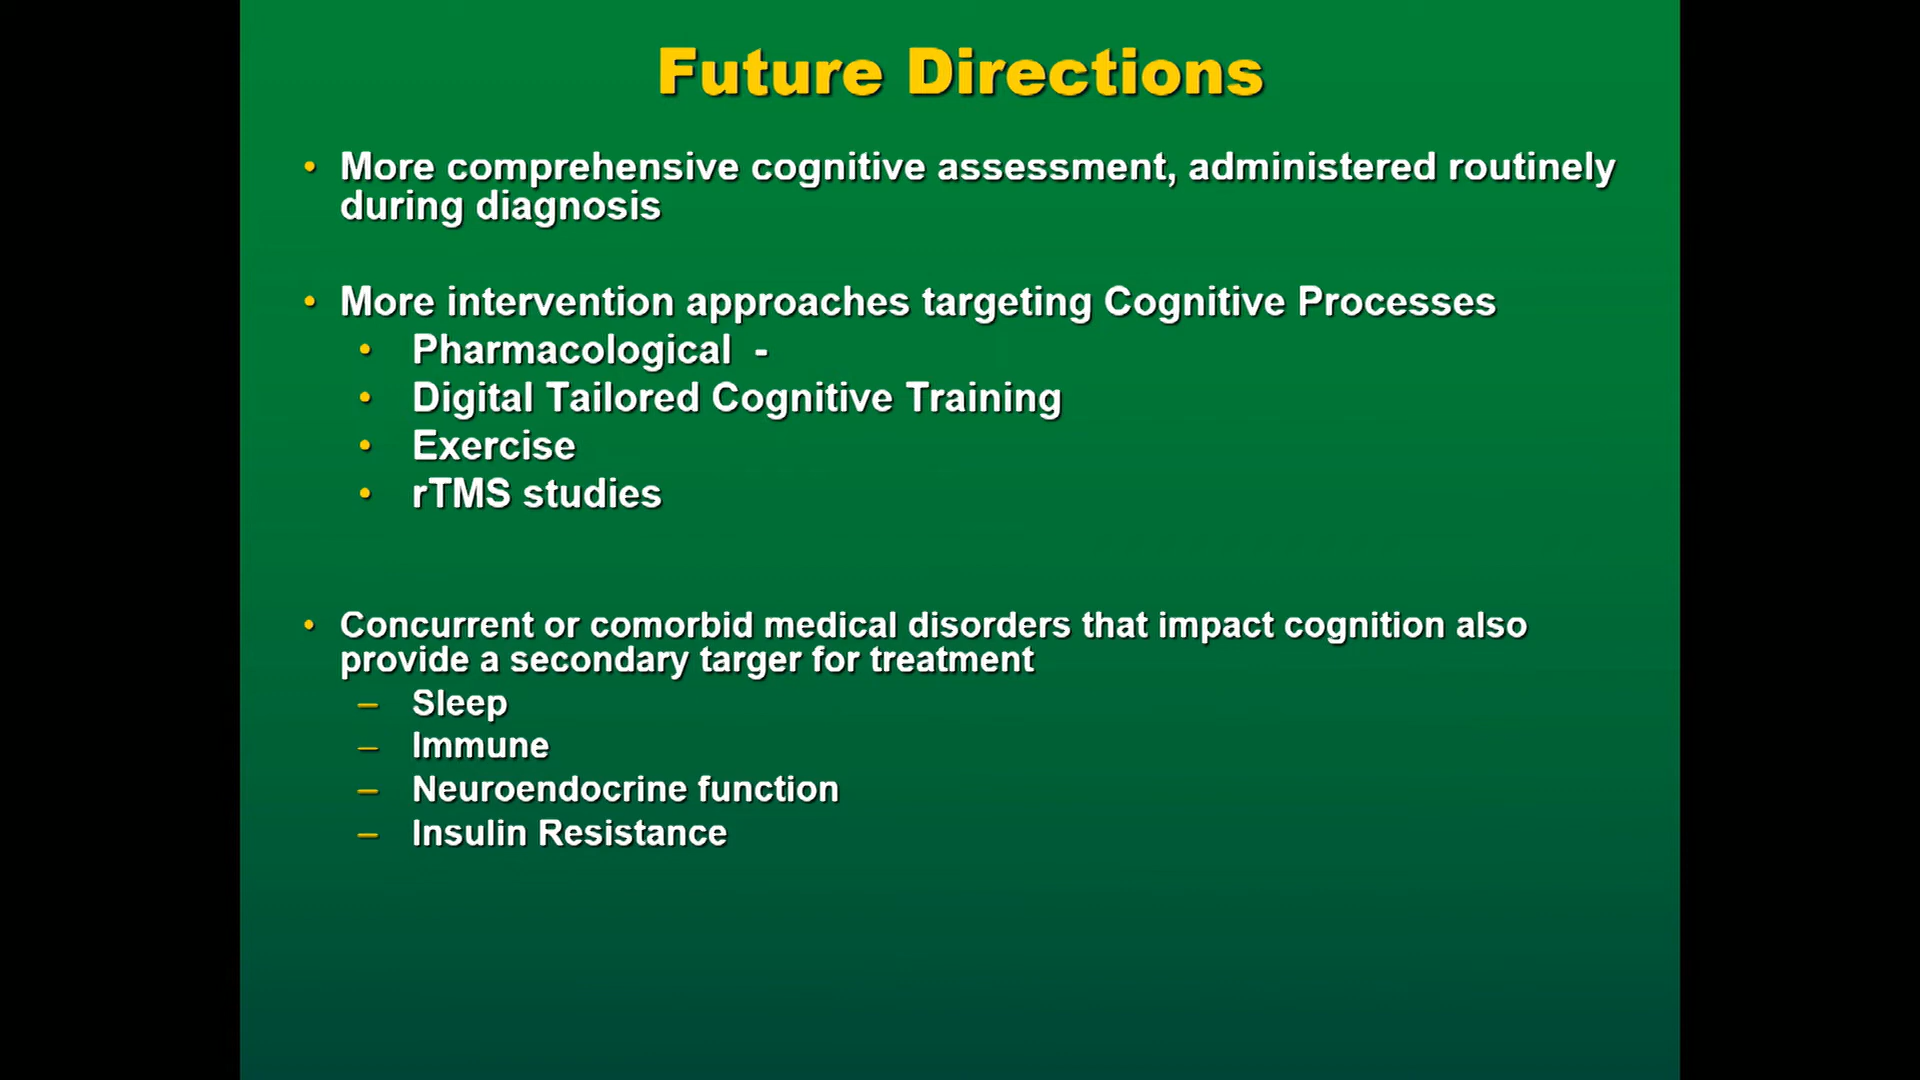 Future Directions
• More comprehensive cognitive assessment, administered routinely
during diagnosis
• More intervention approaches targeting Cognitive Processes
• Pharmacological -
• Digital Tailored Cognitive Training
• Exercise
• rTMS studies
• Concurrent or comorbid medical disorders that impact cognition also
provide a secondary targer for treatment
– Sleep
– Immune
– Neuroendocrine function
– Insulin Resistance